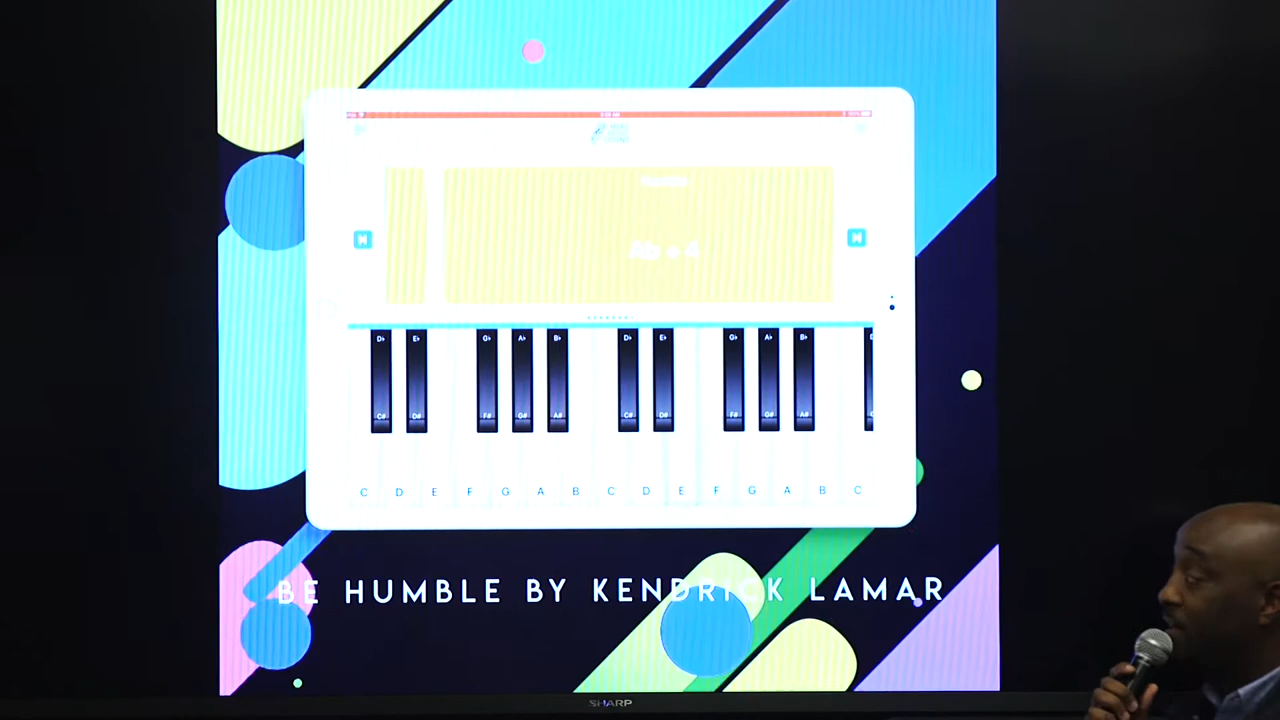 Ab + 4
D♭ E♭ G♭ A♭ B♭ D♭ E♭ G♭ A♭ B♭
C# D# F# G# A# C# D# F# G# A#
C D E F G A B C D E F G A B C
BE HUMBLE BY KENDRICK LAMAR
SHARP